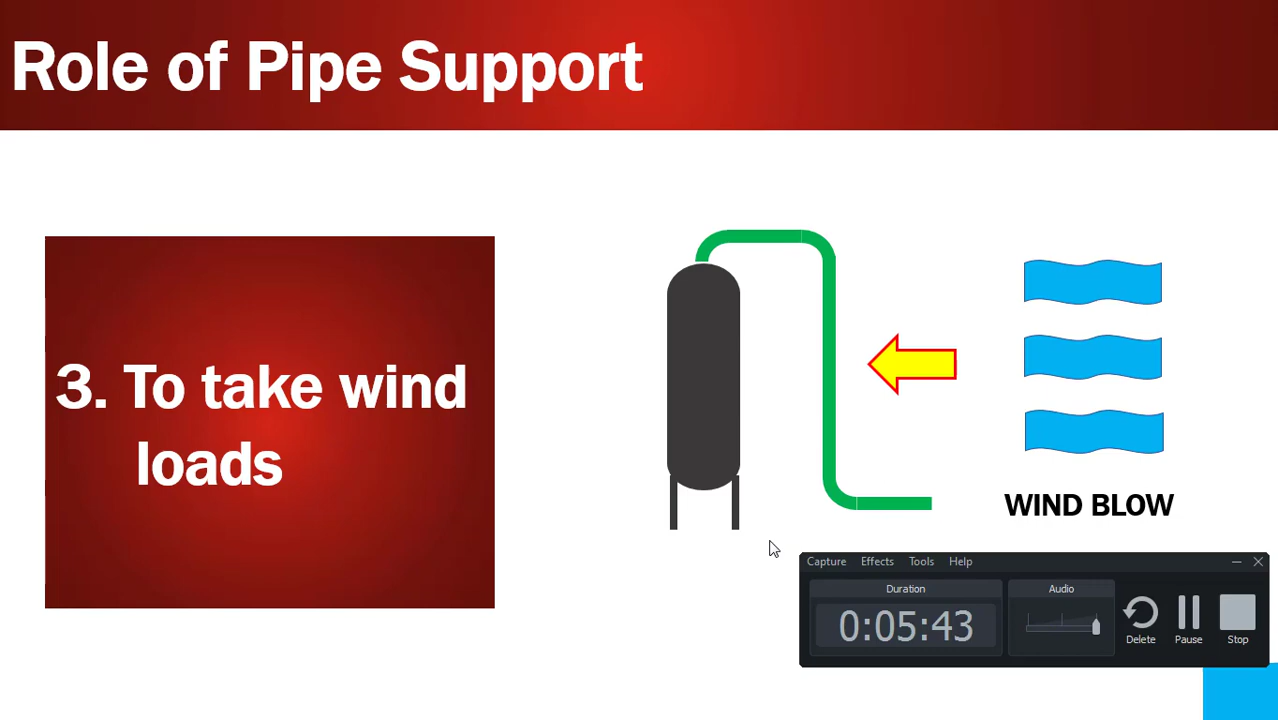 Role of Pipe Support
3. To take wind
loads
WIND BLOW
Capture Effects Tools Help
Duration
Audio
0:05:43
Delete
Pause
Stop